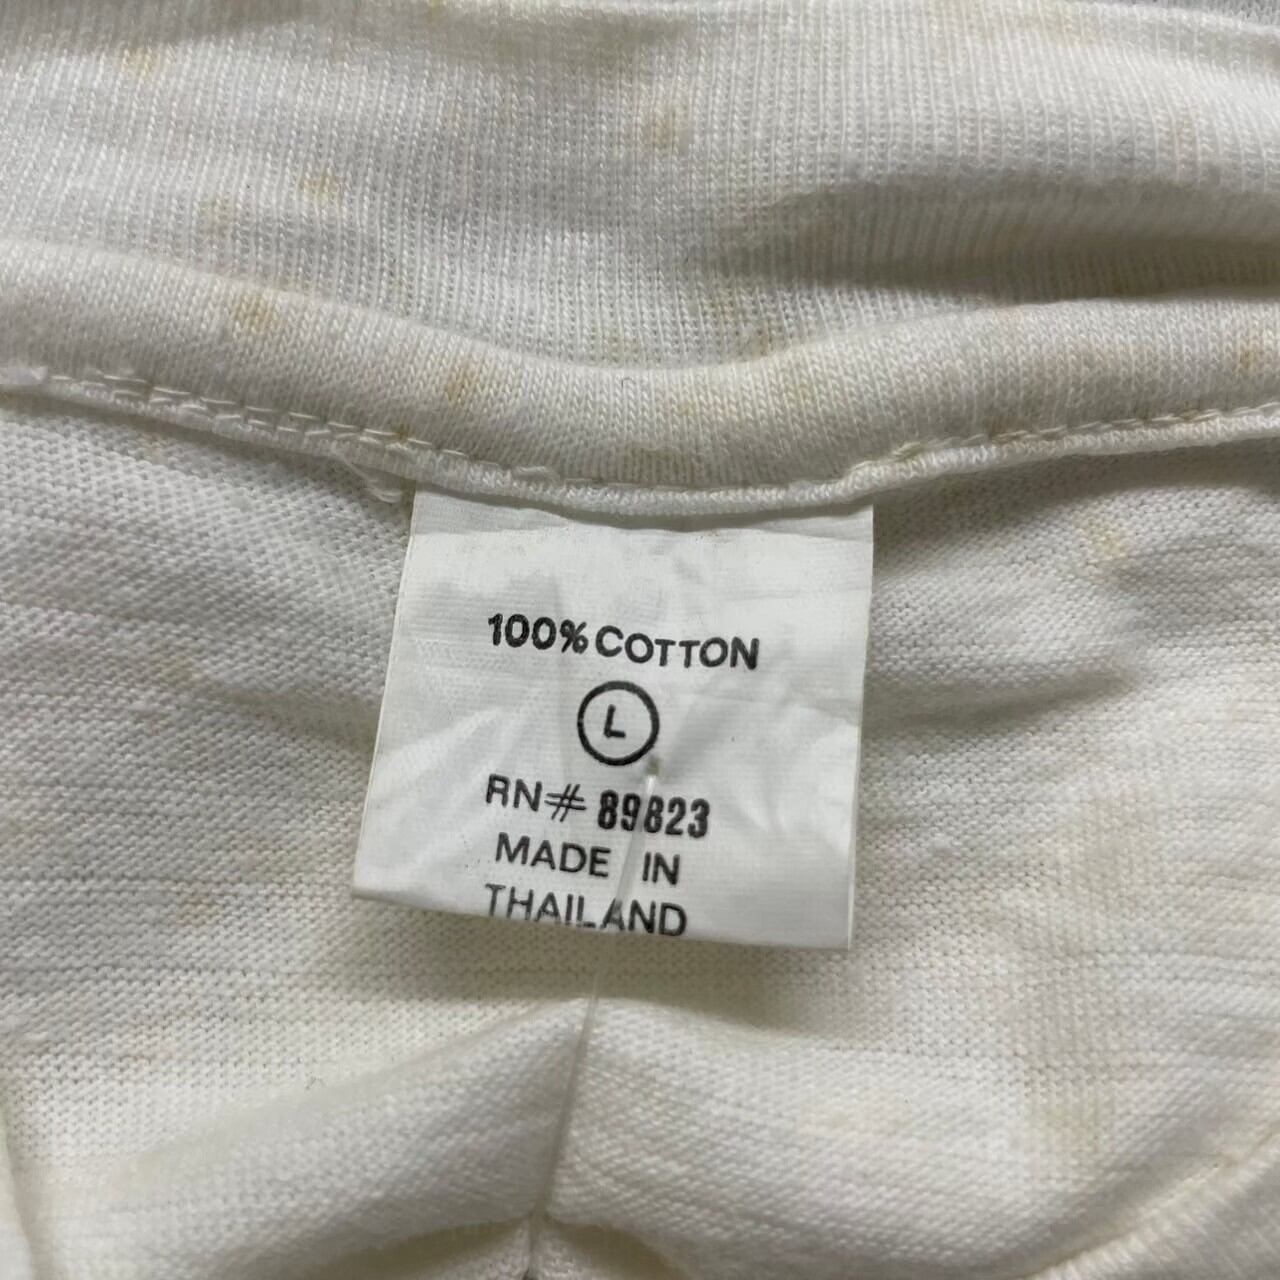 100% COTTON
L
RN# 89823
MADE IN
THAILAND